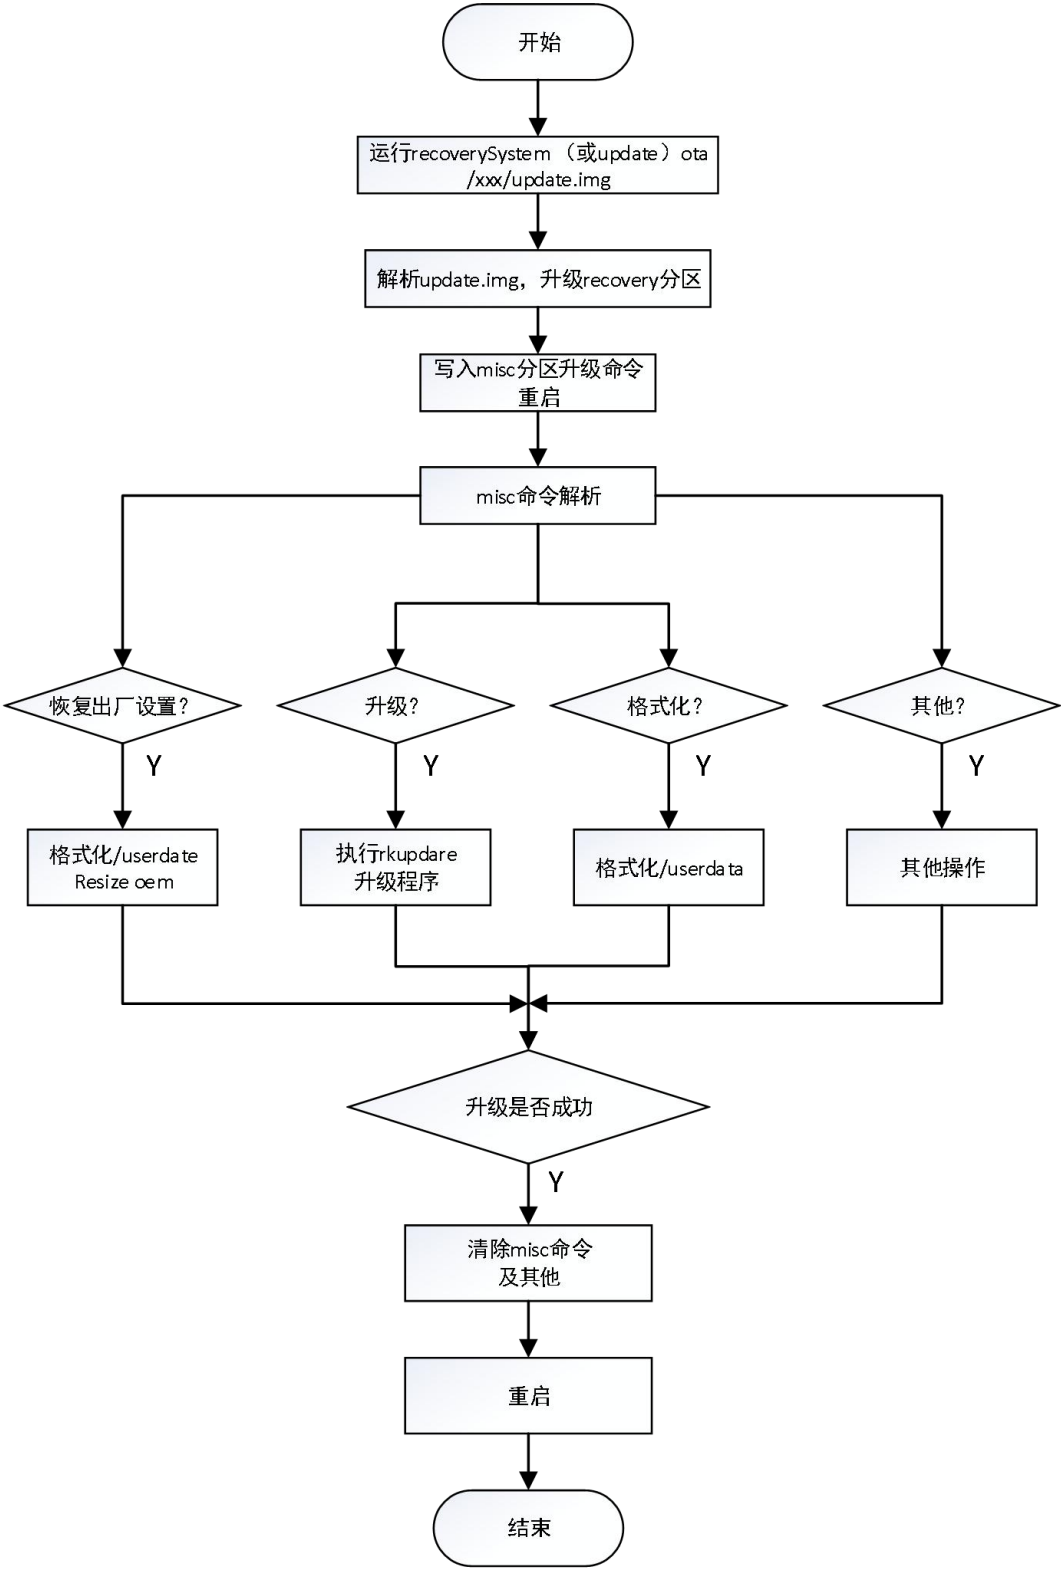 开始
运行recoverySystem（或update）ota
/xxx/update.img
解析update.img，升级recovery分区
写入misc分区升级命令
重启
misc命令解析
恢复出厂设置？
升级？
格式化？
其他？
Y
Y
Y
Y
格式化/userdate
Resize oem
执行rkupdare
升级程序
格式化/userdata
其他操作
升级是否成功
Y
清除misc命令
及其他
重启
结束